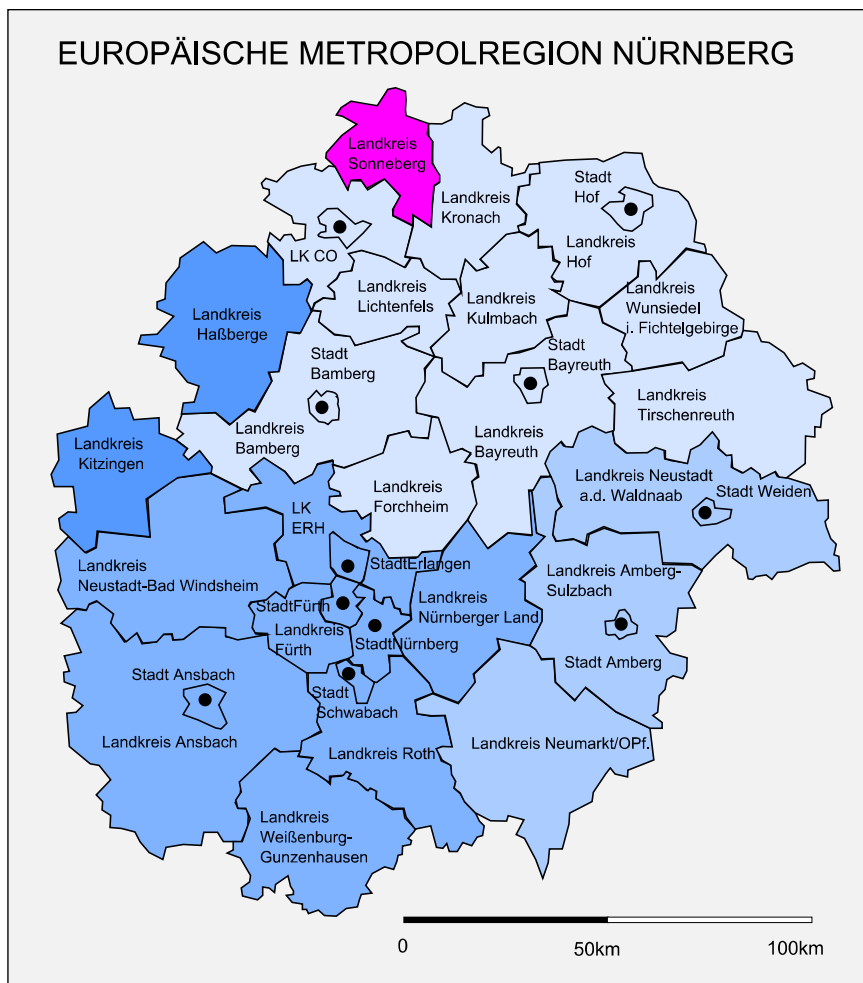 EUROPÄISCHE METROPOLREGION NÜRNBERG
Landkreis
Sonneberg
Landkreis
Kronach
Stadt
Hof
Landkreis
Hof
LK CO
Landkreis
Lichtenfels
Landkreis
Kulmbach
Landkreis
Wunsiedel
i. Fichtelgebirge
Landkreis
Haßberge
Stadt
Bamberg
Stadt
Bayreuth
Landkreis
Tirschenreuth
Landkreis
Kitzingen
Landkreis
Bamberg
Landkreis
Bayreuth
Landkreis Neustadt
a.d. Waldnaab
Stadt Weiden
Landkreis
Forchheim
LK
ERH
StadtErlangen
Landkreis
Neustadt-Bad Windsheim
Landkreis Amberg-
Sulzbach
StadtFürth
Landkreis
Nürnberger Land
Landkreis
Fürth
StadtNürnberg
Stadt Amberg
Stadt Ansbach
Stadt
Schwabach
Landkreis Ansbach
Landkreis Roth
Landkreis Neumarkt/OPf.
Landkreis
Weißenburg-
Gunzenhausen
0
50km
100km